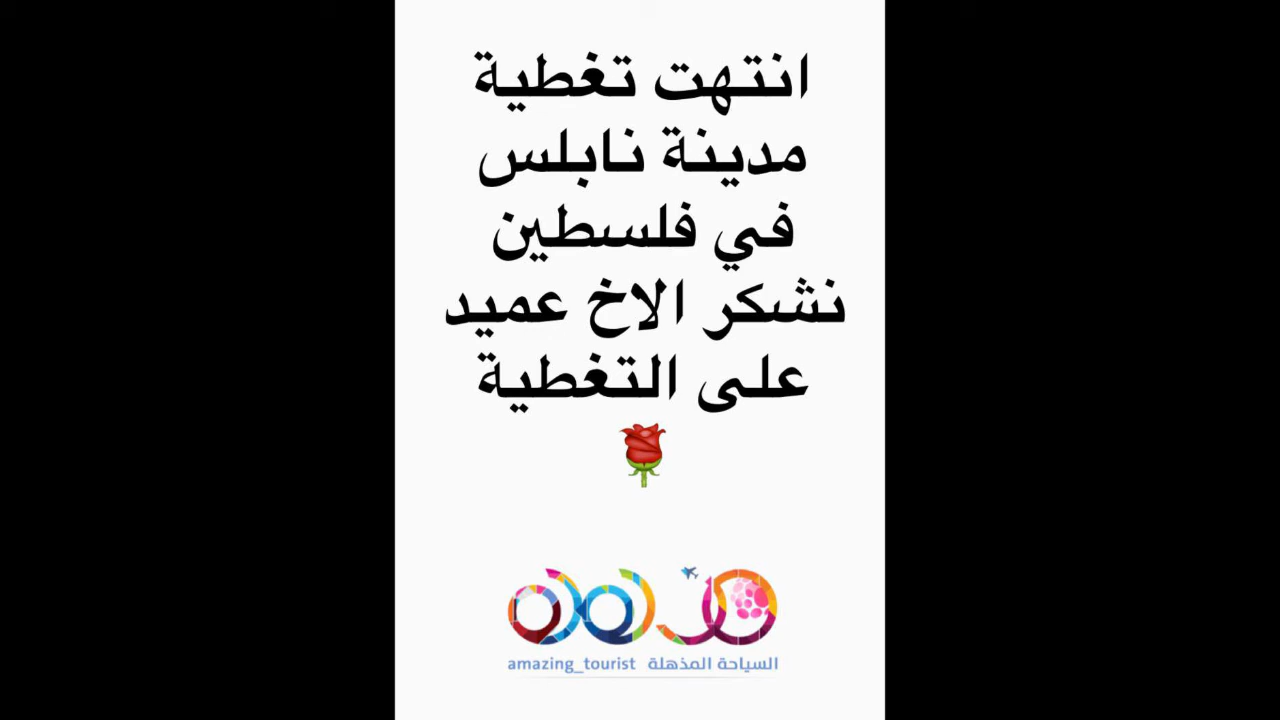 انتهت تغطية
مدينة نابلس
في فلسطين
نشكر الاخ عميد
على التغطية
السياحة المذهلة amazing_tourist